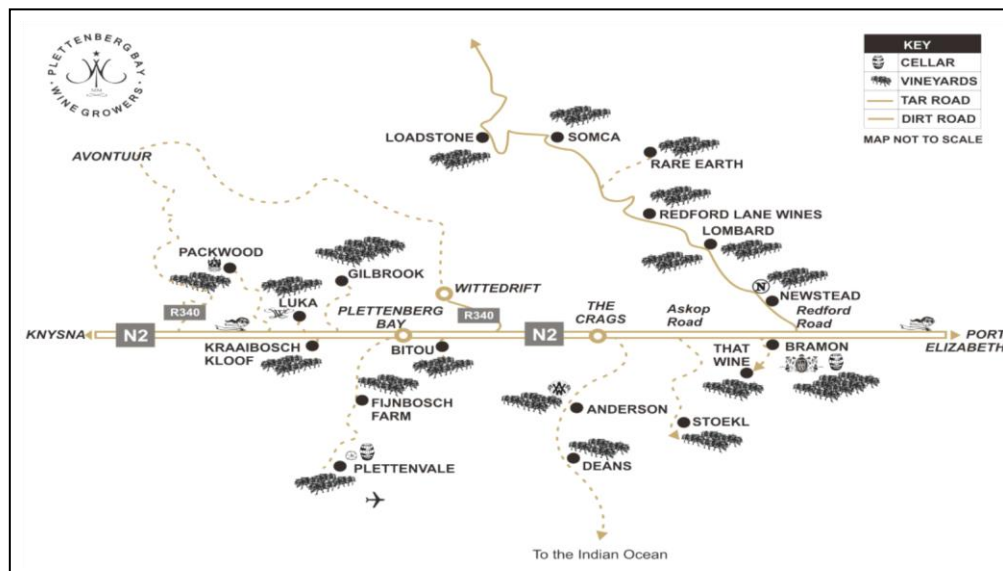 PLETTENBERG BAY
WINE GROWERS
KEY
CELLAR
VINEYARDS
TAR ROAD
DIRT ROAD
MAP NOT TO SCALE
LOADSTONE
SOMCA
AVONTUUR
RARE EARTH
REDFORD LANE WINES
LOMBARD
PACKWOOD
GILBROOK
WITTEDRIFT
N
NEWSTEAD
LUKA
R340
PLETTENBERG
BAY
R340
THE
CRAGS
Askop
Road
Redford
Road
KNYSNA
N2
N2
PORT
ELIZABETH
KRAAIBOSCH
KLOOF
BITOU
THAT
WINE
BRAMON
FIJNBOSCH
FARM
ANDERSON
STOEKL
PLETTENVALE
DEANS
To the Indian Ocean